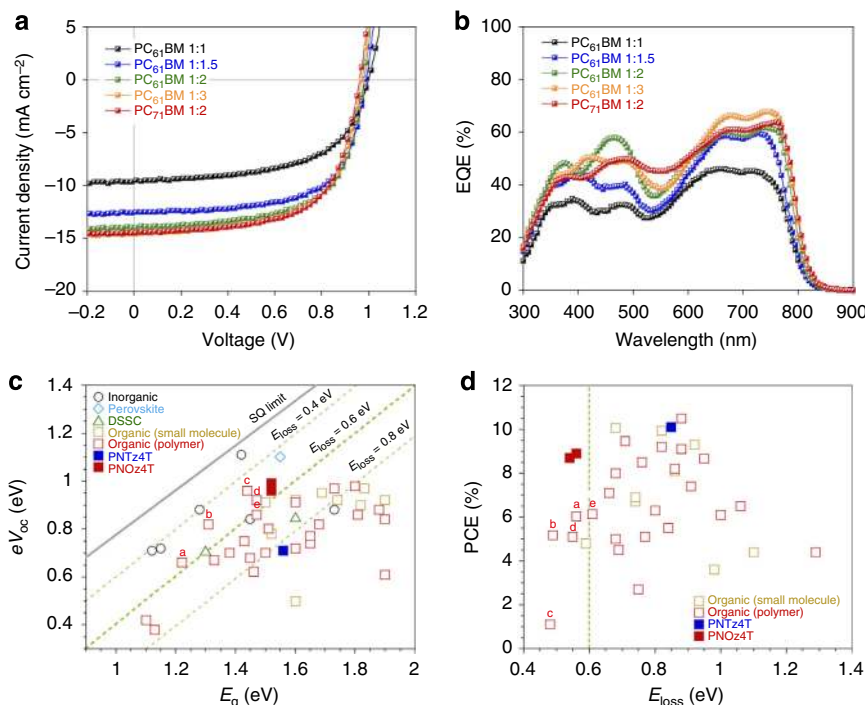 a
5
0
−5
−10
−15
−20
Current density (mA cm−2)
PC61BM 1:1
PC61BM 1:1.5
PC61BM 1:2
PC61BM 1:3
PC71BM 1:2
−0.2 0 0.2 0.4 0.6 0.8 1 1.2
Voltage (V)
b
100
80
60
40
20
0
EQE (%)
PC61BM 1:1
PC61BM 1:1.5
PC61BM 1:2
PC61BM 1:3
PC71BM 1:2
300 400 500 600 700 800 900
Wavelength (nm)
c
1.4
1.2
1.0
0.8
0.6
0.4
eVoc (eV)
Inorganic
Perovskite
DSSC
Organic (small molecule)
Organic (polymer)
PNTz4T
PNOz4T
SQ limit
Eloss = 0.4 eV
Eloss = 0.6 eV
Eloss = 0.8 eV
a
b
c
d
e
1 1.2 1.4 1.6 1.8 2
Eg (eV)
d
12
10
8
6
4
2
0
PCE (%)
a
b
c
d
e
Organic (small molecule)
Organic (polymer)
PNTz4T
PNOz4T
0.4 0.6 0.8 1 1.2 1.4
Eloss (eV)